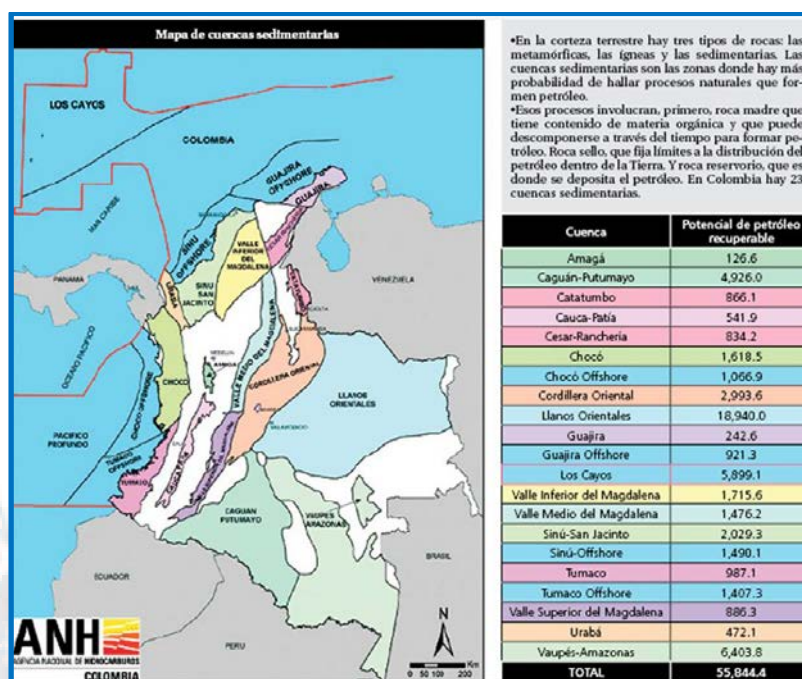 Mapa de cuencas sedimentarias
LOS CAYOS
COLOMBIA
GUAJIRA
OFFSHORE
GUAJIRA
MAR CARIBE
SINÚ
OFFSHORE
VALLE
INFERIOR
DEL
MAGDALENA
PANAMA
SINU
SAN
JACINTO
VENEZUELA
OCEANO PACIFICO
VALLE MEDIO DEL MAGDALENA
CHOCO
CHOCO OFFSHORE
CORDILLERA ORIENTAL
LLANOS
ORIENTALES
PACIFICO
PROFUNDO
TUMACO
OFFSHORE
TUMACO
CAGUAN
PUTUMAYO
VAUPES
AMAZONAS
BRASIL
ECUADOR
PERU
N
Km
0 50 100 200
ANH
AGENCIA NACIONAL DE HIDROCARBUROS
COLOMBIA
•En la corteza terrestre hay tres tipos de rocas: las
metamórficas, las ígneas y las sedimentarias. Las
cuencas sedimentarias son las zonas donde hay más
probabilidad de hallar procesos naturales que for-
men petróleo.
•Esos procesos involucran, primero, roca madre que
tiene contenido de materia orgánica y que puede
descomponerse a través del tiempo para formar pe-
tróleo. Roca sello, que fija límites a la distribución del
petróleo dentro de la Tierra. Y roca reservorio, que es
donde se deposita el petróleo. En Colombia hay 23
cuencas sedimentarias.
Cuenca Potencial de petróleo
recuperable
Amagá 126.6
Caguán-Putumayo 4,926.0
Catatumbo 866.1
Cauca-Patía 541.9
Cesar-Ranchería 834.2
Chocó 1,618.5
Chocó Offshore 1,066.9
Cordillera Oriental 2,993.6
Llanos Orientales 18,940.0
Guajira 242.6
Guajira Offshore 921.3
Los Cayos 5,899.1
Valle Inferior del Magdalena 1,715.6
Valle Medio del Magdalena 1,476.2
Sinú-San Jacinto 2,029.3
Sinú-Offshore 1,490.1
Tumaco 987.1
Tumaco Offshore 1,407.3
Valle Superior del Magdalena 886.3
Urabá 472.1
Vaupés-Amazonas 6,403.8
TOTAL 55,844.4